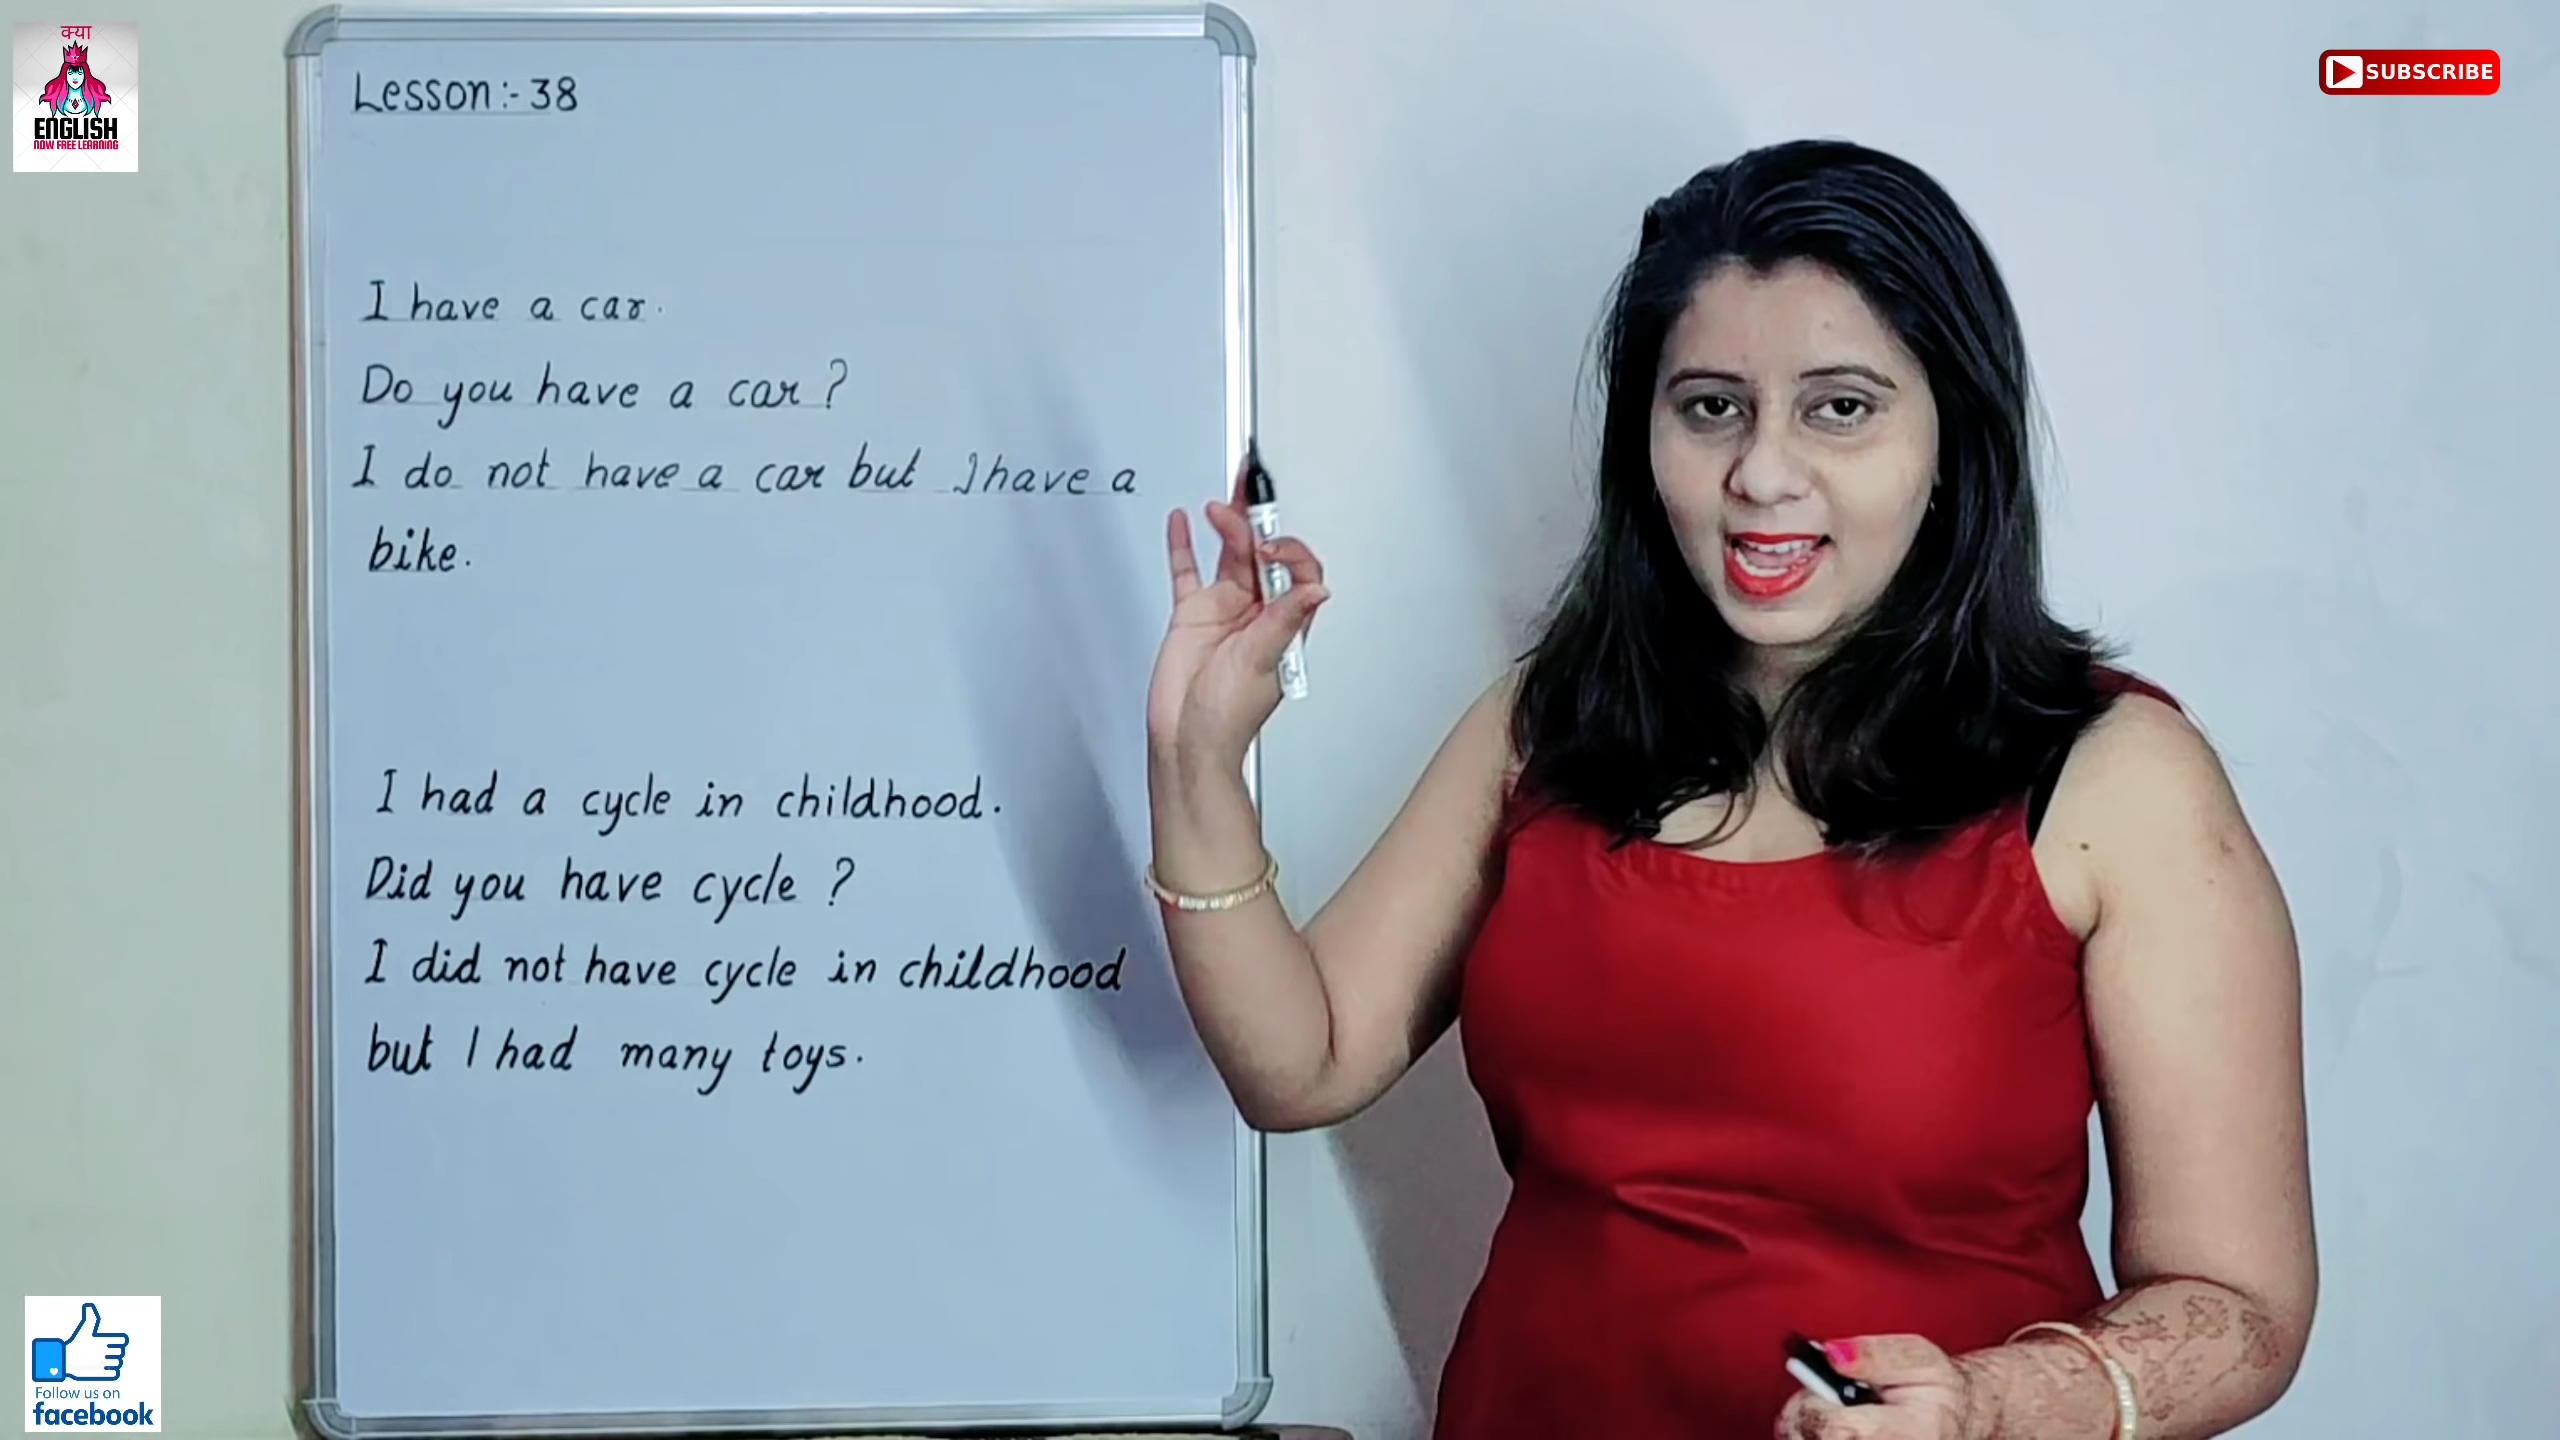 क्या
ENGLISH
NOW FREE LEARNING
SUBSCRIBE
Lesson:- 38
I have a car.
Do you have a car?
I do not have a car but I have a
bike.
I had a cycle in childhood.
Did you have cycle ?
I did not have cycle in childhood
but I had many toys.
Follow us on
facebook